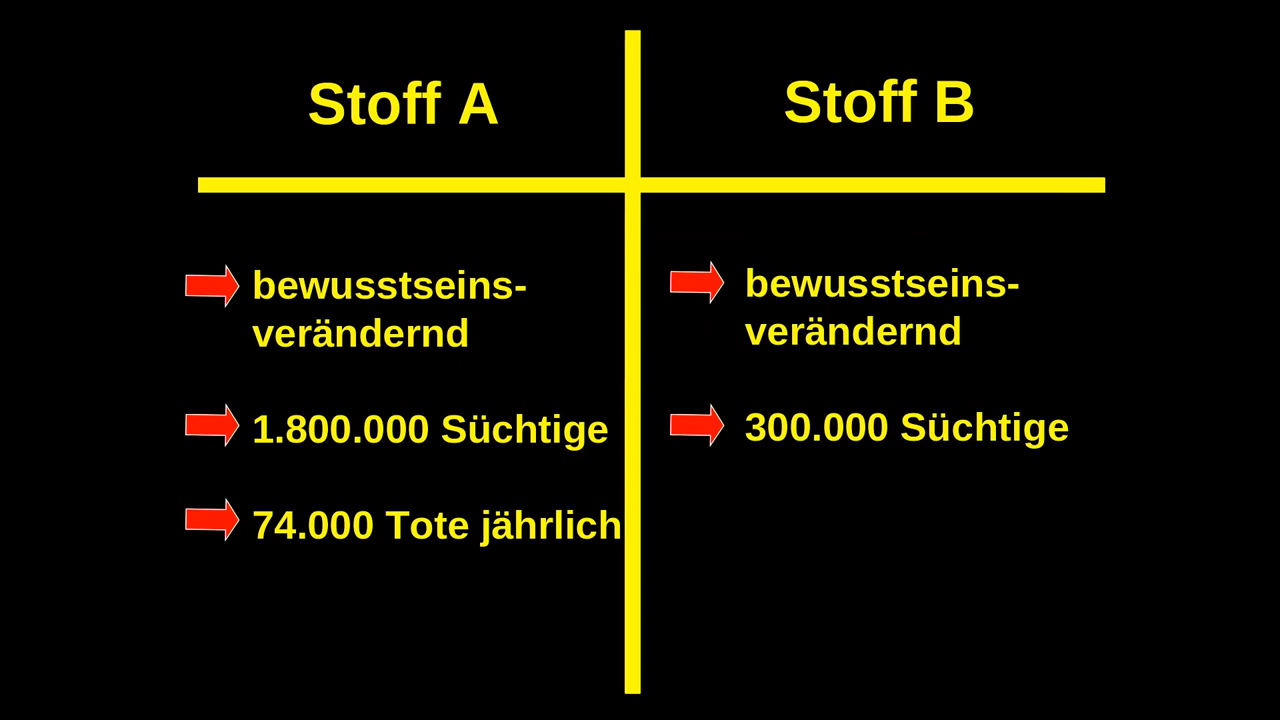 Stoff A
Stoff B
bewusstseins-
verändernd
1.800.000 Süchtige
74.000 Tote jährlich
bewusstseins-
verändernd
300.000 Süchtige